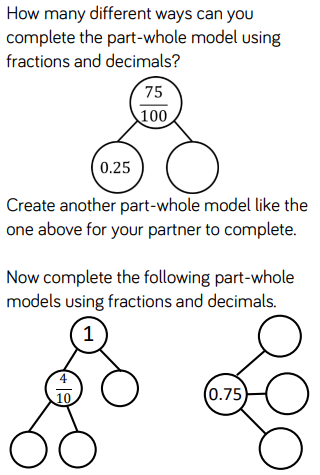 How many different ways can you
complete the part-whole model using
fractions and decimals?
75
100
0.25
Create another part-whole model like the
one above for your partner to complete.
Now complete the following part-whole
models using fractions and decimals.
1
4
10
0.75